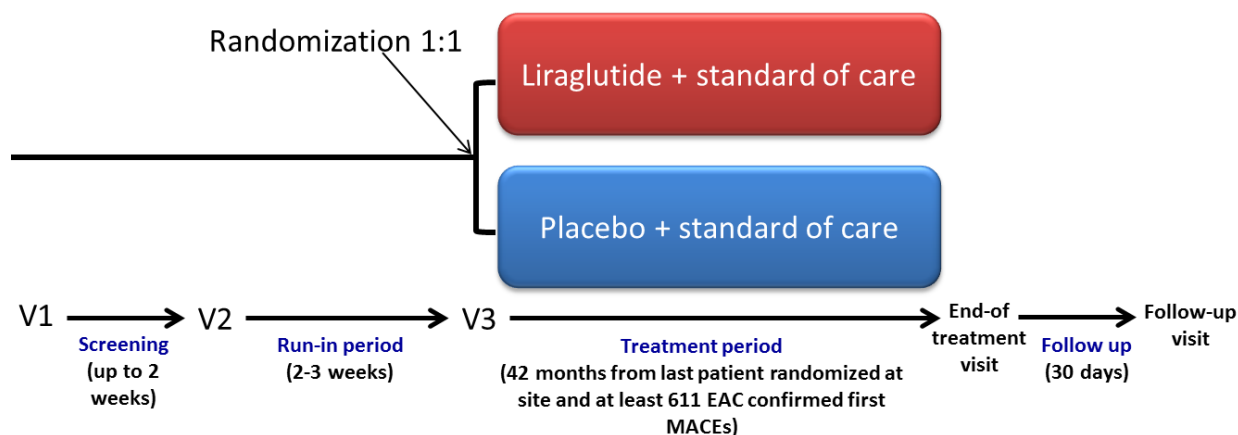 Randomization 1:1
Liraglutide + standard of care
Placebo + standard of care
V1
Screening
(up to 2
weeks)
V2
Run-in period
(2-3 weeks)
V3
Treatment period
(42 months from last patient randomized at
site and at least 611 EAC confirmed first
MACEs)
End-of
treatment
visit
Follow up
(30 days)
Follow-up
visit